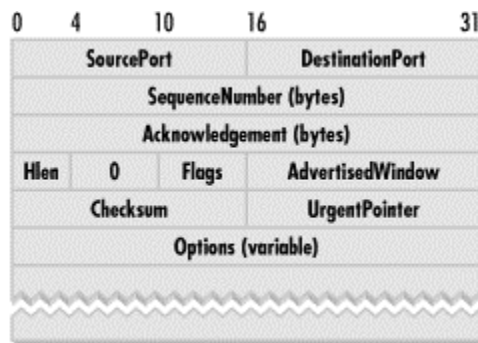 0 4 10 16 31
SourcePort DestinationPort
SequenceNumber (bytes)
Acknowledgement (bytes)
Hlen 0 Flags AdvertisedWindow
Checksum UrgentPointer
Options (variable)